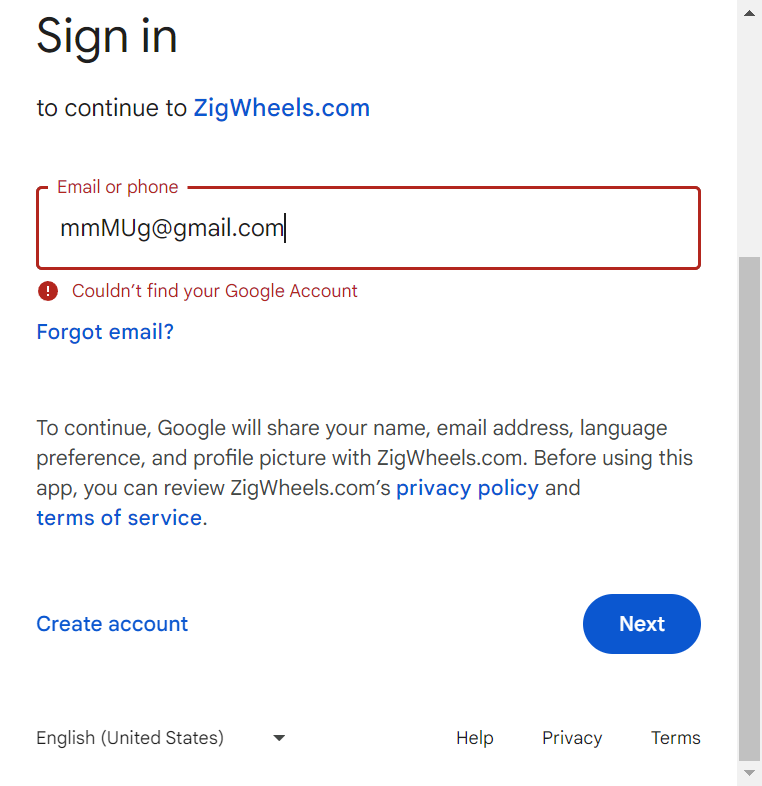 Sign in
to continue to ZigWheels.com
Email or phone
mmMUg@gmail.com
Couldn’t find your Google Account
Forgot email?
To continue, Google will share your name, email address, language
preference, and profile picture with ZigWheels.com. Before using this
app, you can review ZigWheels.com’s privacy policy and
terms of service.
Create account
Next
English (United States)
Help
Privacy
Terms